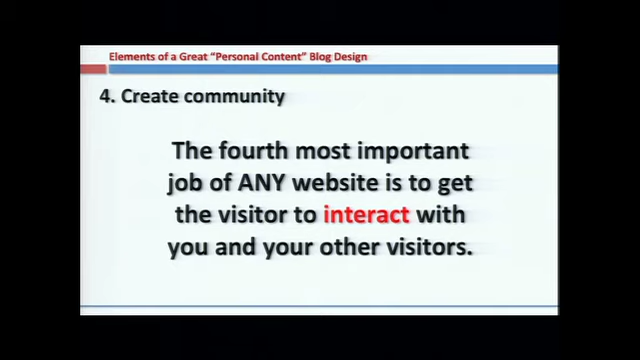 Elements of a Great "Personal Content" Blog Design
4. Create community
The fourth most important
job of ANY website is to get
the visitor to interact with
you and your other visitors.